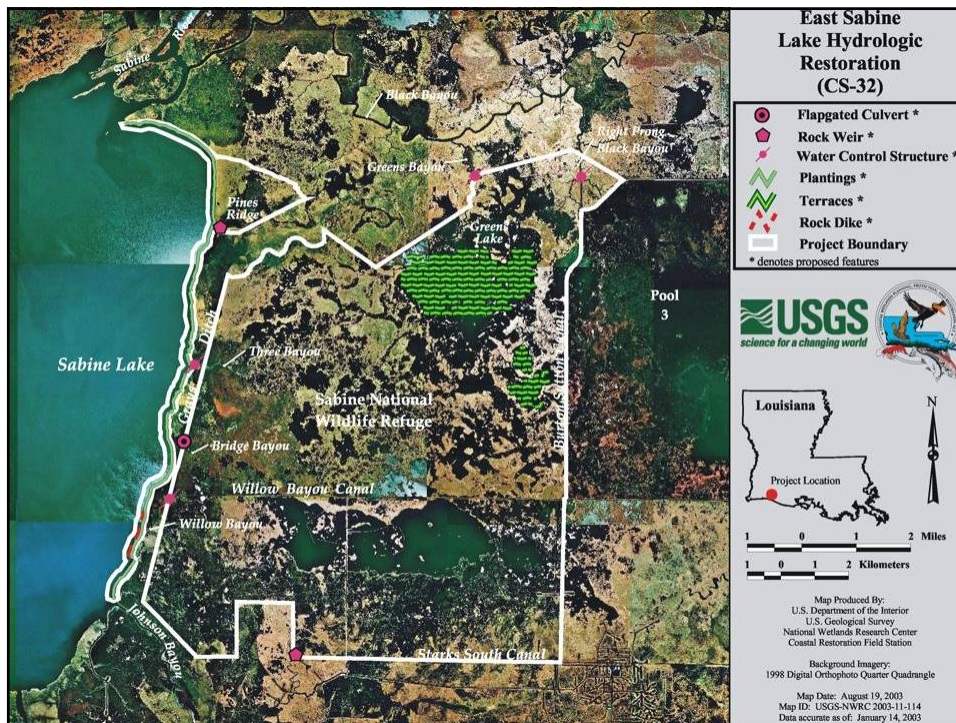 East Sabine
Lake Hydrologic
Restoration
(CS-32)
Flapgated Culvert *
Rock Weir *
Water Control Structure *
Plantings *
Terraces *
Rock Dike *
Project Boundary
* denotes proposed features
USGS
science for a changing world
Louisiana
N
Project Location
1 0 1 2 Miles
1 0 1 2 Kilometers
Map Produced By:
U.S. Department of the Interior
U.S. Geological Survey
National Wetlands Research Center
Coastal Restoration Field Station
Background Imagery:
1998 Digital Orthophoto Quarter Quadrangle
Map Date: August 19, 2003
Map ID: USGS-NWRC 2003-11-114
Data accurate as of: January 14, 2003
Sabine
Black Bayou
Right Prong
Black Bayou
Greens Bayou
Pines
Ridge
Green
Lake
Pool
3
Sabine Lake
Three Bayou
Sabine National
Wildlife Refuge
Bridge Bayou
Willow Bayou Canal
Willow Bayou
Johnson Bayou
Starks South Canal